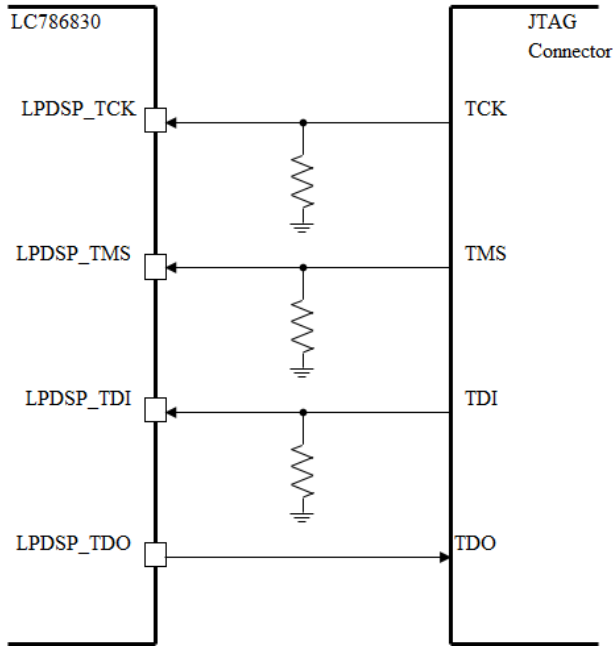 LC786830
JTAG
Connector
LPDSP_TCK
TCK
LPDSP_TMS
TMS
LPDSP_TDI
TDI
LPDSP_TDO
TDO